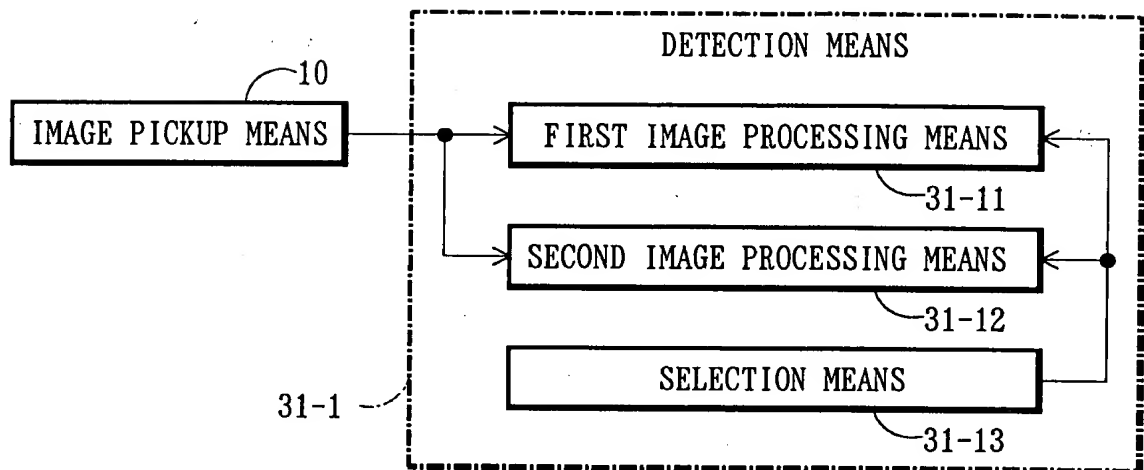 DETECTION MEANS
10
IMAGE PICKUP MEANS
FIRST IMAGE PROCESSING MEANS
31-11
SECOND IMAGE PROCESSING MEANS
31-12
SELECTION MEANS
31-1
31-13